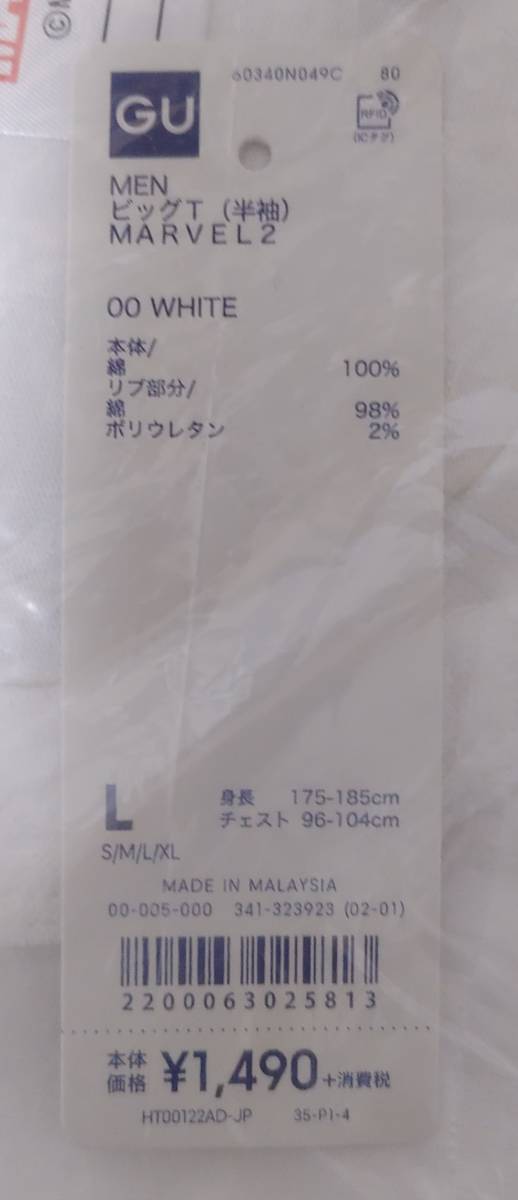 ©M
60340N049C 80
GU
RFID
(ICタグ)
MEN
ビッグT (半袖)
MARVEL2
00 WHITE
本体/
綿 100%
リブ部分/
綿 98%
ポリウレタン 2%
L 身長 175-185cm
チェスト 96-104cm
S/M/L/XL
MADE IN MALAYSIA
00-005-000 341-323923 (02-01)
2200063025813
本体
価格 ¥1,490+消費税
HT00122AD-JP 35-P1-4